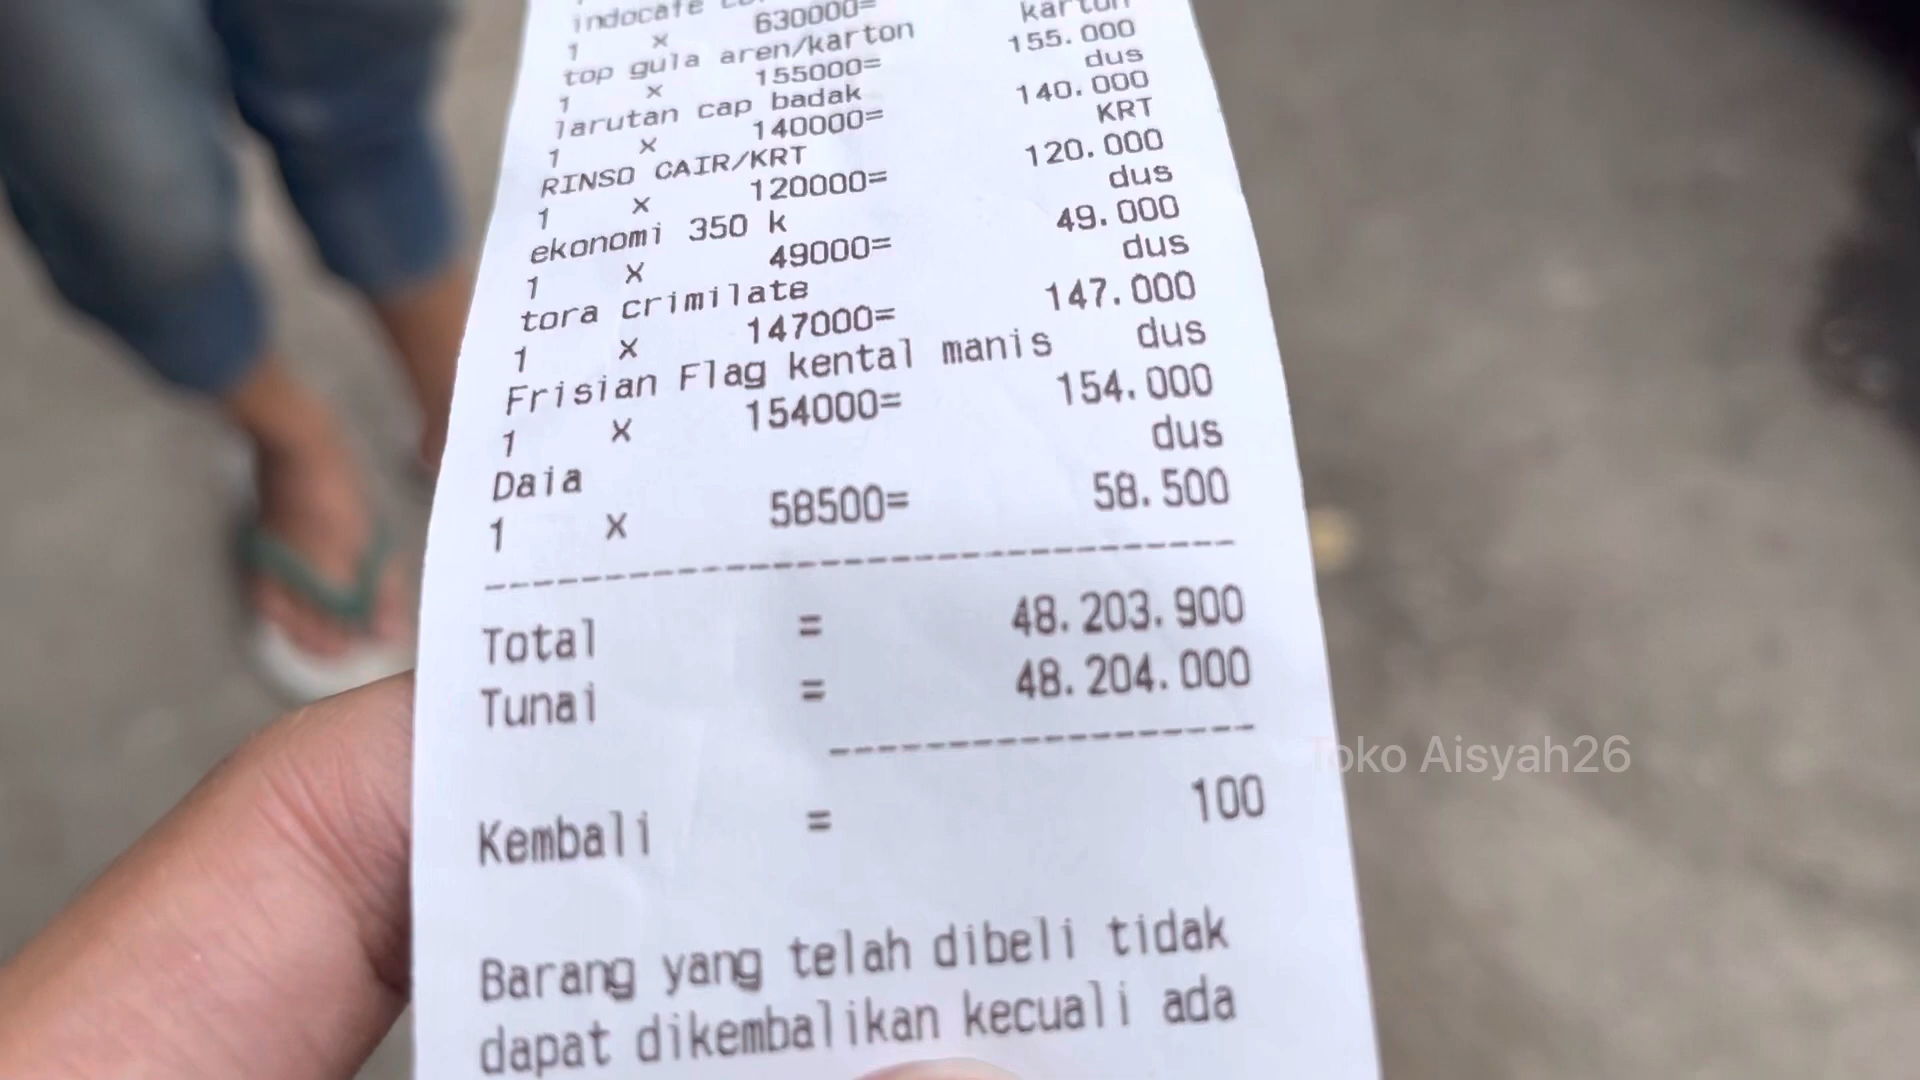 indocafe
karton
1 x 630000=
top gula aren/karton
155.000
1 x 155000=
dus
larutan cap badak
140.000
1 x 140000=
KRT
RINSO CAIR/KRT
120.000
1 x 120000=
dus
ekonomi 350 k
49.000
1 x 49000=
dus
tora crimilate
147.000
1 x 147000=
dus
Frisian Flag kental manis
154.000
1 x 154000=
dus
Daia
1 x 58500= 58.500
Total = 48.203.900
Tunai = 48.204.000
Kembali = 100
Barang yang telah dibeli tidak
dapat dikembalikan kecuali ada
Toko Aisyah26